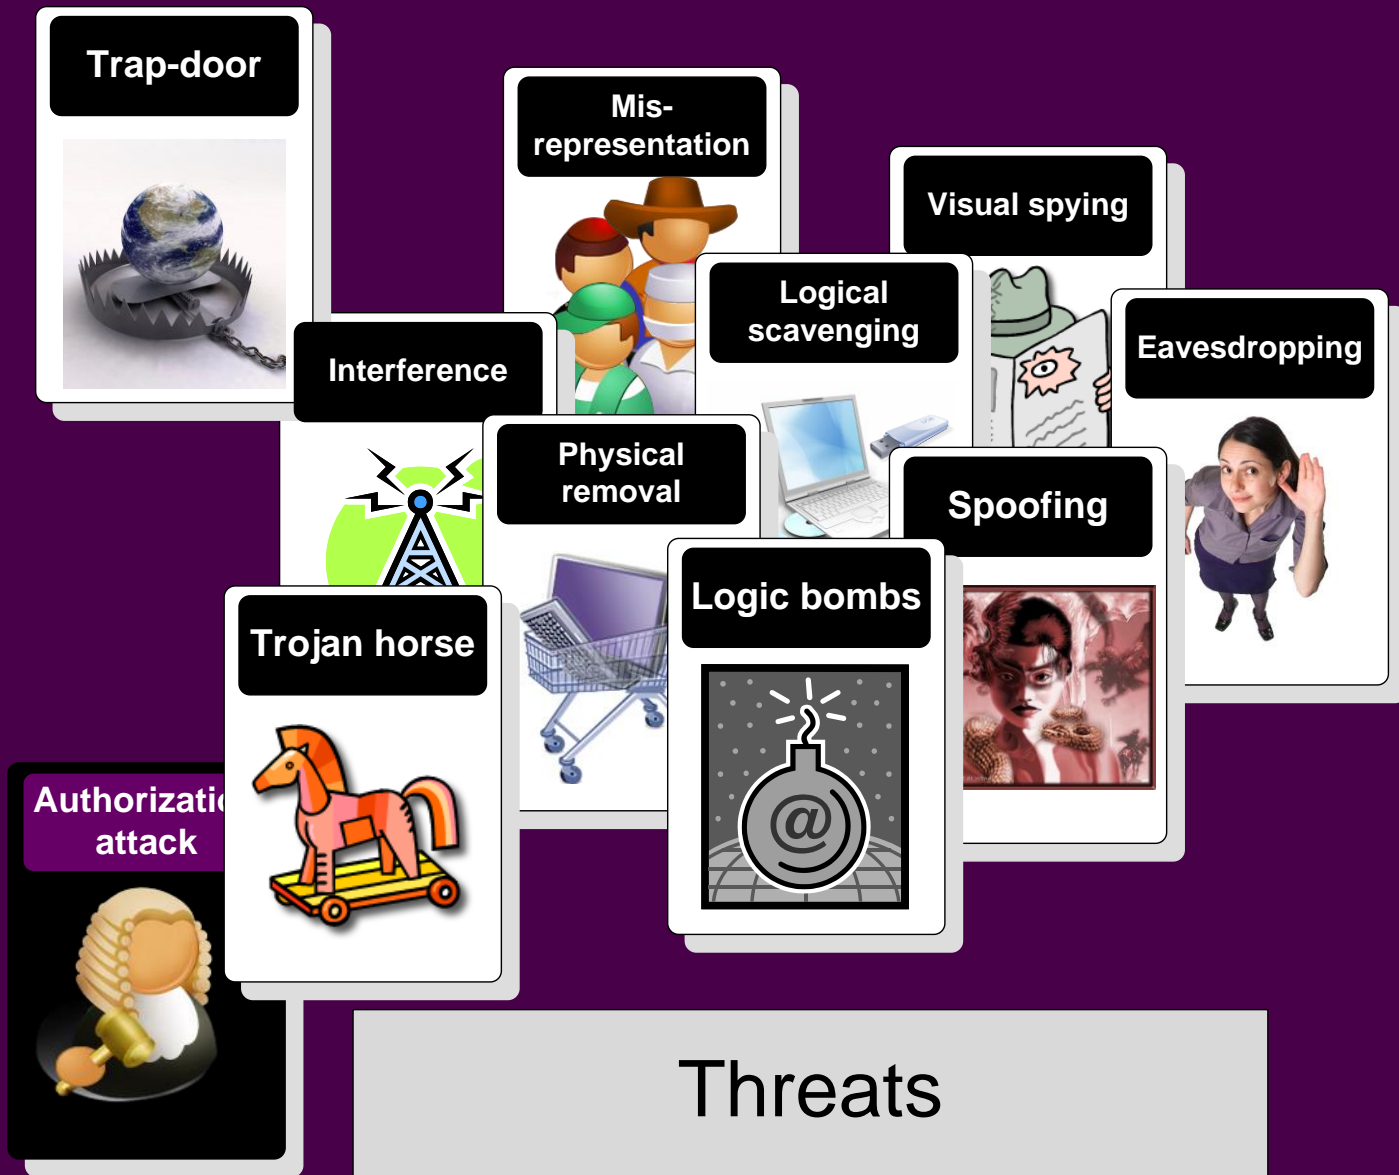 Trap-door
Mis-
representation
Visual spying
Logical
scavenging
Eavesdropping
Interference
Physical
removal
Spoofing
Logic bombs
Trojan horse
@
attack
Threats